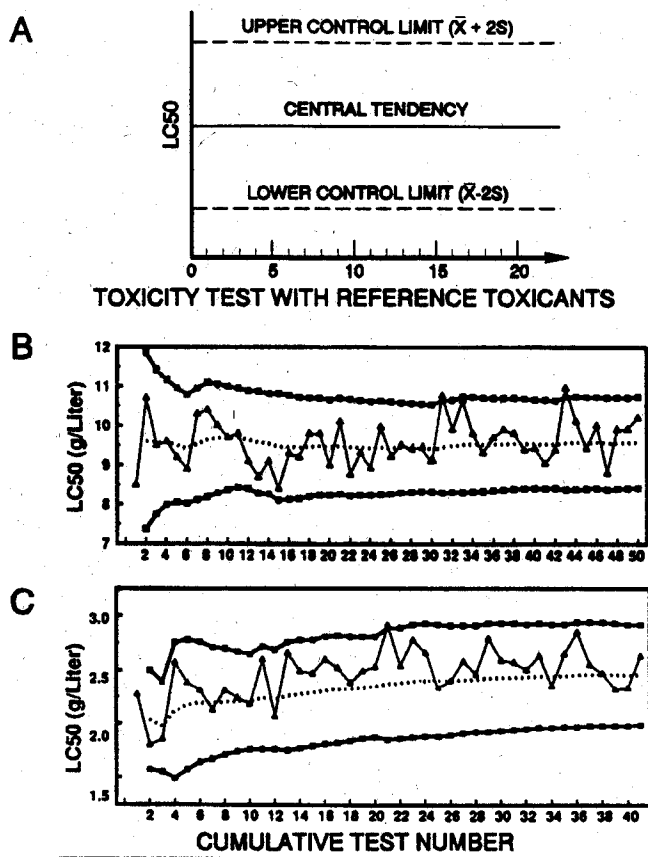 A
UPPER CONTROL LIMIT (X̄ + 2S)
CENTRAL TENDENCY
LOWER CONTROL LIMIT (X̄-2S)
LC50
0 5 10 15 20
TOXICITY TEST WITH REFERENCE TOXICANTS
B
LC50 (g/Liter)
12
11
10
9
8
7
2 4 6 8 10 12 14 16 18 20 22 24 26 28 30 32 34 36 38 40 42 44 46 48 50
C
LC50 (g/Liter)
3.0
2.5
2.0
1.5
2 4 6 8 10 12 14 16 18 20 22 24 26 28 30 32 34 36 38 40
CUMULATIVE TEST NUMBER